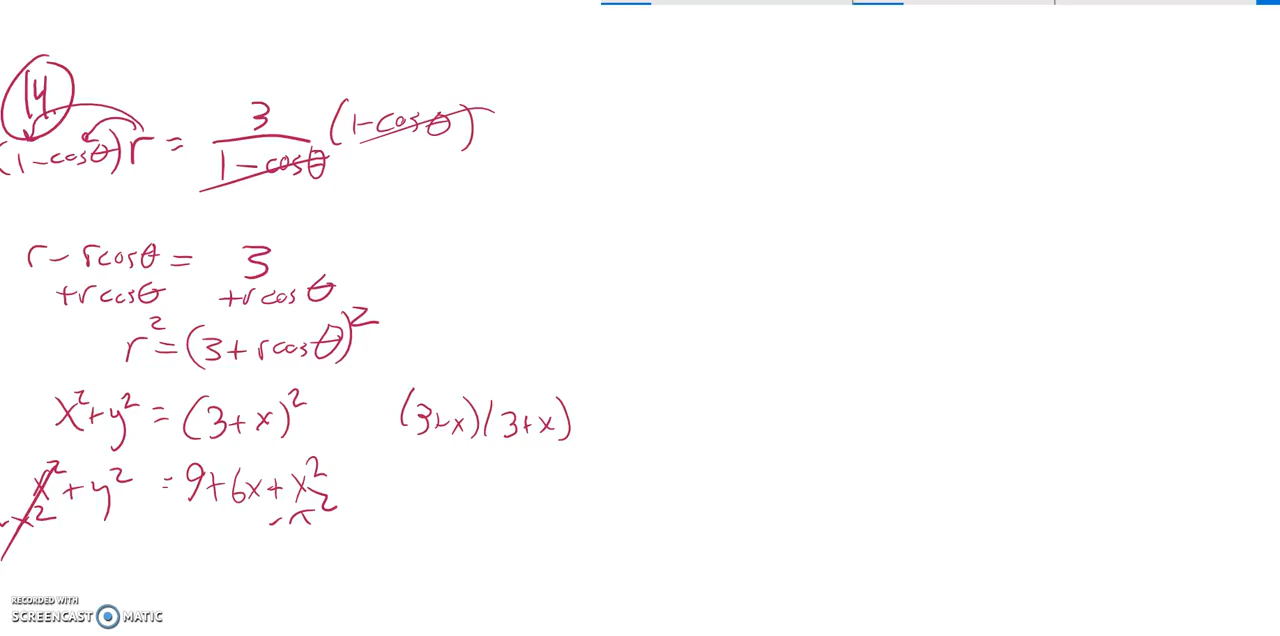 14
(1-cosθ)r = 3/(1-cosθ) (1-cosθ)
r - rcosθ = 3
+rcosθ +rcosθ
r² = (3+rcosθ)²
x²+y² = (3+x)² (3+x)(3+x)
x²+y² = 9+6x+x²
-x² -x²
RECORDED WITH
SCREENCAST MATIC